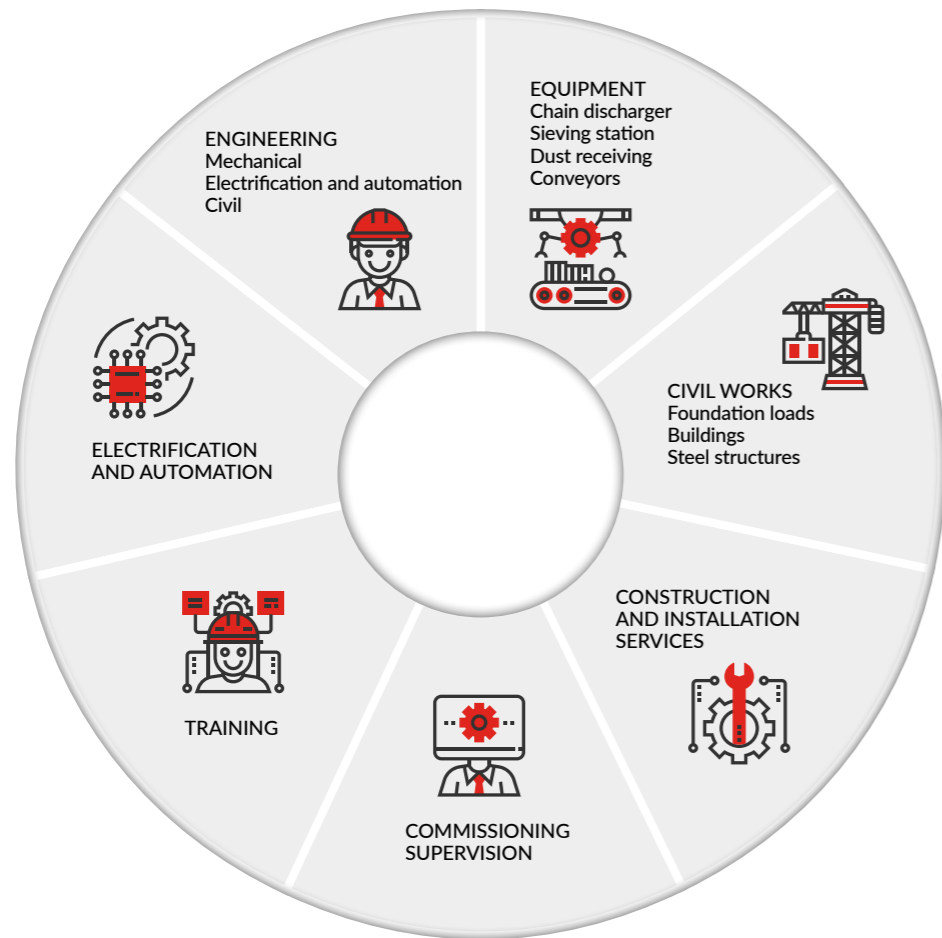 EQUIPMENT
Chain discharger
Sieving station
Dust receiving
Conveyors
CIVIL WORKS
Foundation loads
Buildings
Steel structures
CONSTRUCTION
AND INSTALLATION
SERVICES
COMMISSIONING
SUPERVISION
TRAINING
ELECTRIFICATION
AND AUTOMATION
ENGINEERING
Mechanical
Electrification and automation
Civil